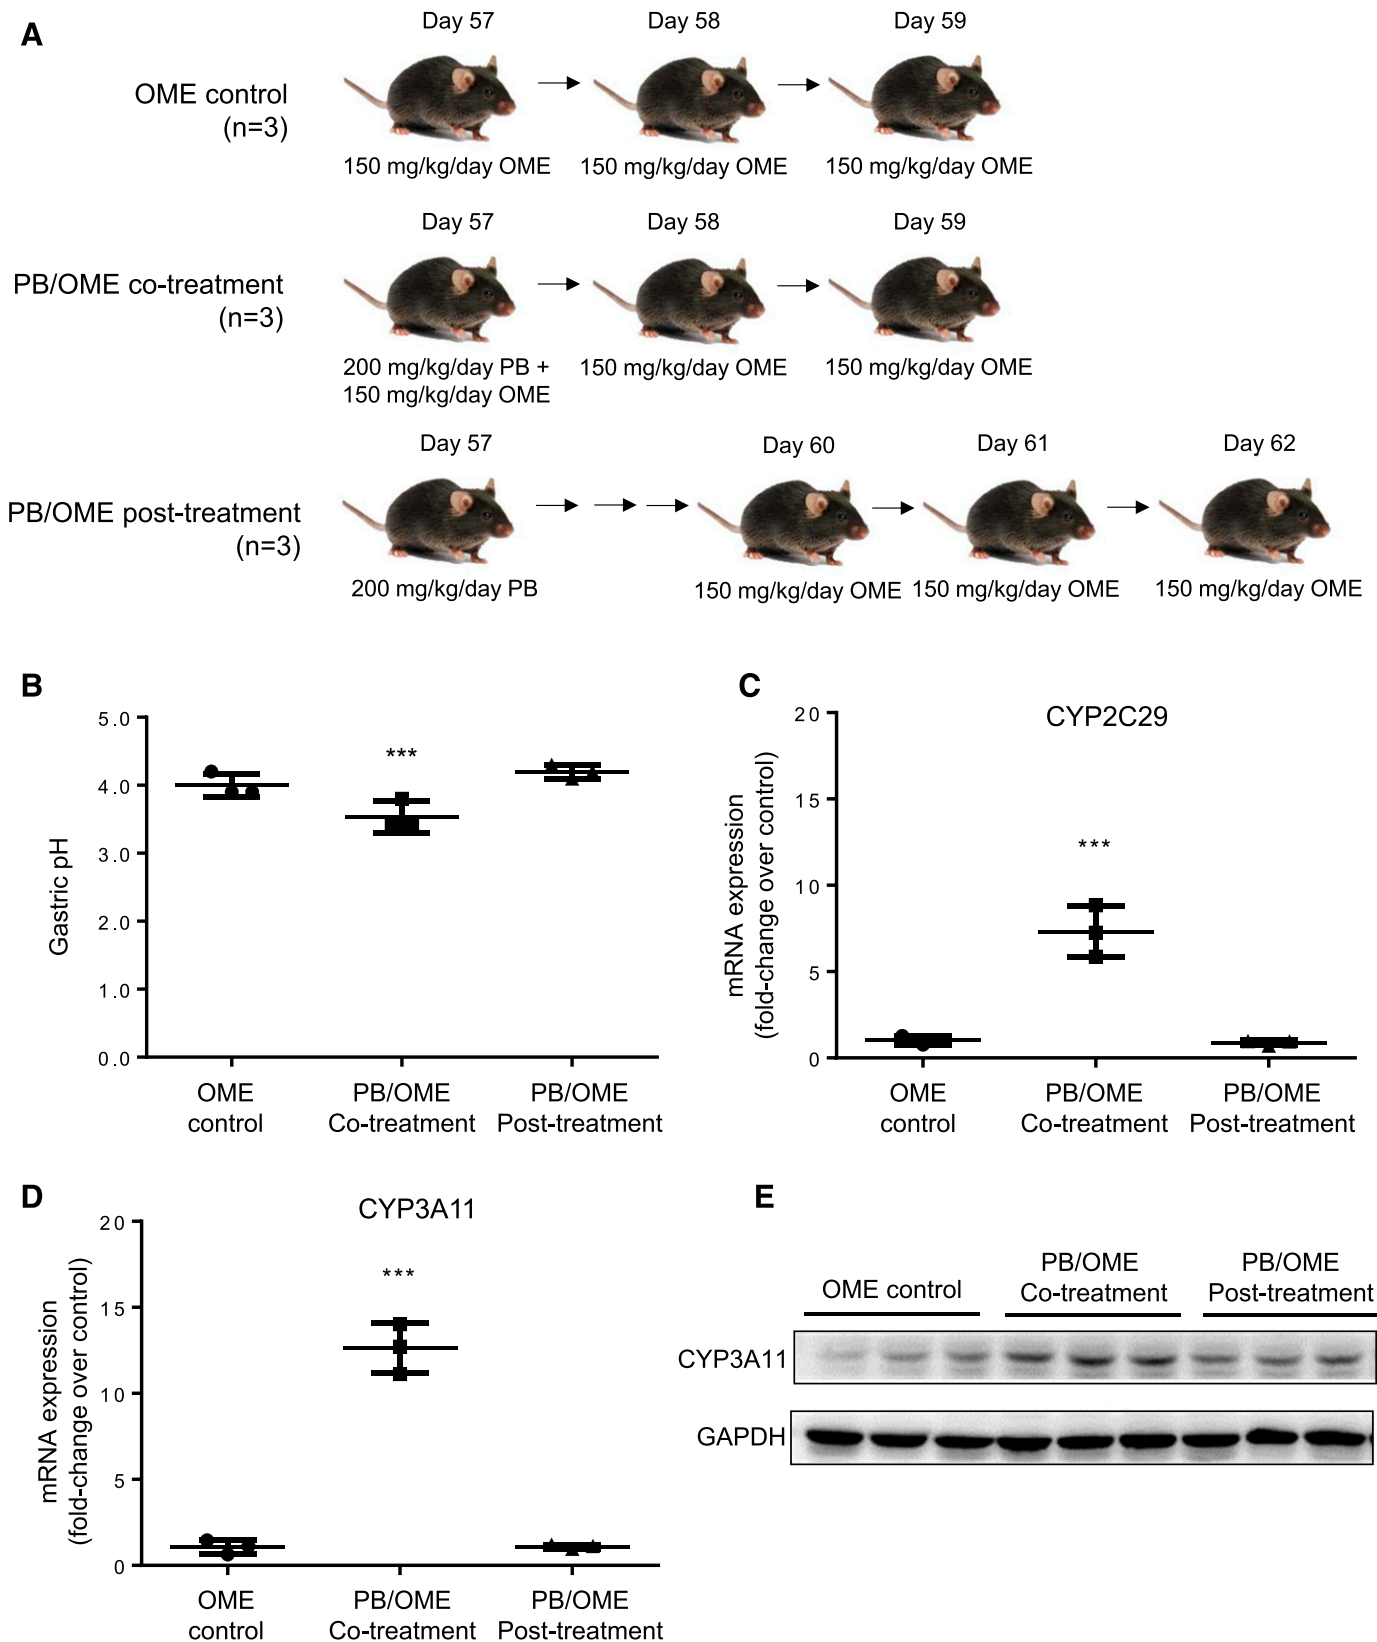 A
Day 57
Day 58
Day 59
OME control
(n=3)
150 mg/kg/day OME
150 mg/kg/day OME
150 mg/kg/day OME
Day 57
Day 58
Day 59
PB/OME co-treatment
(n=3)
200 mg/kg/day PB +
150 mg/kg/day OME
150 mg/kg/day OME
150 mg/kg/day OME
Day 57
Day 60
Day 61
Day 62
PB/OME post-treatment
(n=3)
200 mg/kg/day PB
150 mg/kg/day OME
150 mg/kg/day OME
150 mg/kg/day OME
B
Gastric pH
5.0
4.0
3.0
2.0
1.0
0.0
***
OME
control
PB/OME
Co-treatment
PB/OME
Post-treatment
C
CYP2C29
mRNA expression
(fold-change over control)
20
15
10
5
0
***
OME
control
PB/OME
Co-treatment
PB/OME
Post-treatment
D
CYP3A11
mRNA expression
(fold-change over control)
20
15
10
5
0
***
OME
control
PB/OME
Co-treatment
PB/OME
Post-treatment
E
OME control
PB/OME
Co-treatment
PB/OME
Post-treatment
CYP3A11
GAPDH